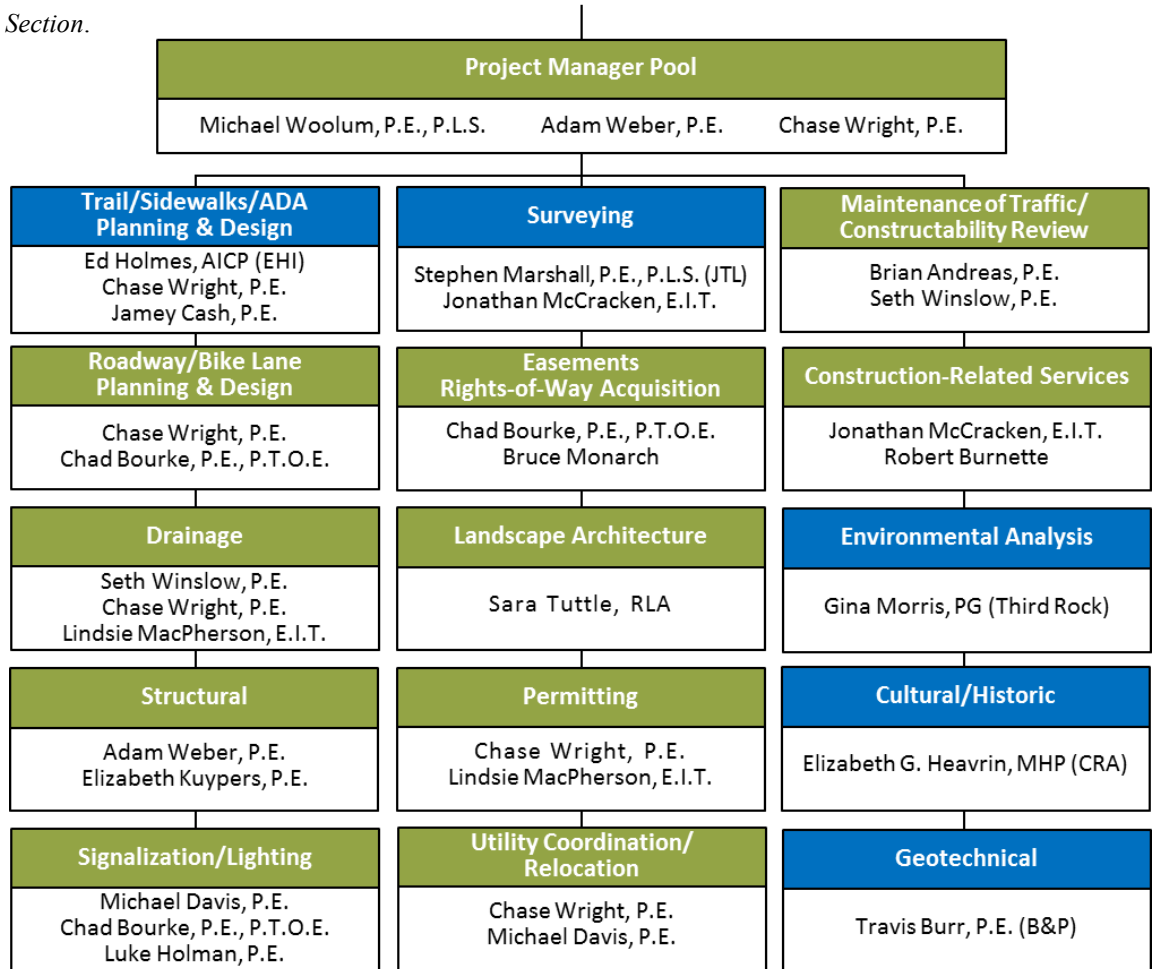 Section.
Project Manager Pool
Michael Woolum, P.E., P.L.S. Adam Weber, P.E. Chase Wright, P.E.
Trail/Sidewalks/ADA
Planning & Design
Ed Holmes, AICP (EHI)
Chase Wright, P.E.
Jamey Cash, P.E.
Roadway/Bike Lane
Planning & Design
Chase Wright, P.E.
Chad Bourke, P.E., P.T.O.E.
Drainage
Seth Winslow, P.E.
Chase Wright, P.E.
Lindsie MacPherson, E.I.T.
Structural
Adam Weber, P.E.
Elizabeth Kuypers, P.E.
Signalization/Lighting
Michael Davis, P.E.
Chad Bourke, P.E., P.T.O.E.
Luke Holman, P.E.
Surveying
Stephen Marshall, P.E., P.L.S. (JTL)
Jonathan McCracken, E.I.T.
Easements
Rights-of-Way Acquisition
Chad Bourke, P.E., P.T.O.E.
Bruce Monarch
Landscape Architecture
Sara Tuttle, RLA
Permitting
Chase Wright, P.E.
Lindsie MacPherson, E.I.T.
Utility Coordination/
Relocation
Chase Wright, P.E.
Michael Davis, P.E.
Maintenance of Traffic/
Constructability Review
Brian Andreas, P.E.
Seth Winslow, P.E.
Construction-Related Services
Jonathan McCracken, E.I.T.
Robert Burnette
Environmental Analysis
Gina Morris, PG (Third Rock)
Cultural/Historic
Elizabeth G. Heavrin, MHP (CRA)
Geotechnical
Travis Burr, P.E. (B&P)